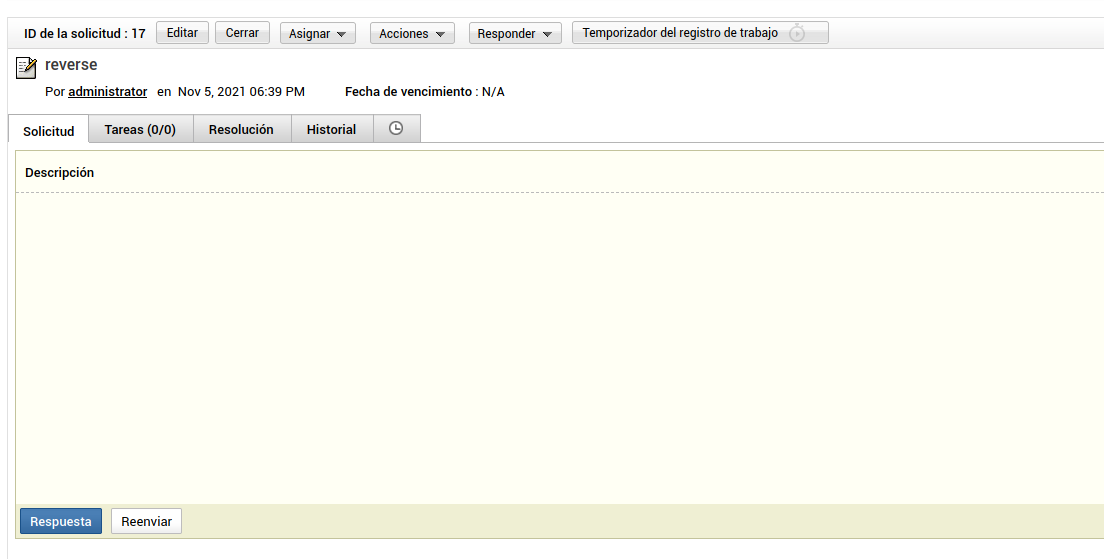 ID de la solicitud : 17 Editar Cerrar Asignar Acciones Responder Temporizador del registro de trabajo
reverse
Por administrator en Nov 5, 2021 06:39 PM Fecha de vencimiento : N/A
Solicitud Tareas (0/0) Resolución Historial
Descripción
Respuesta Reenviar